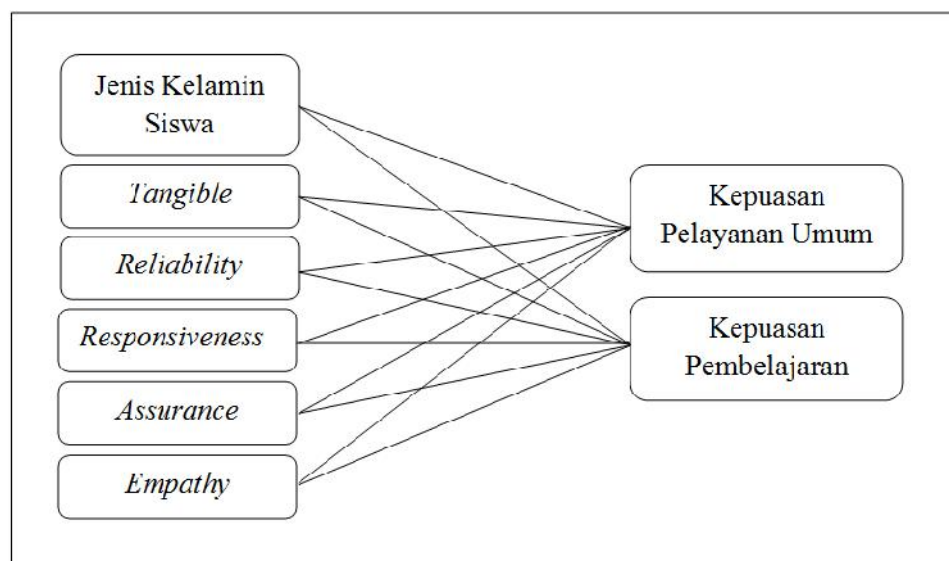 Jenis Kelamin
Siswa
Tangible
Reliability
Responsiveness
Assurance
Empathy
Kepuasan
Pelayanan Umum
Kepuasan
Pembelajaran